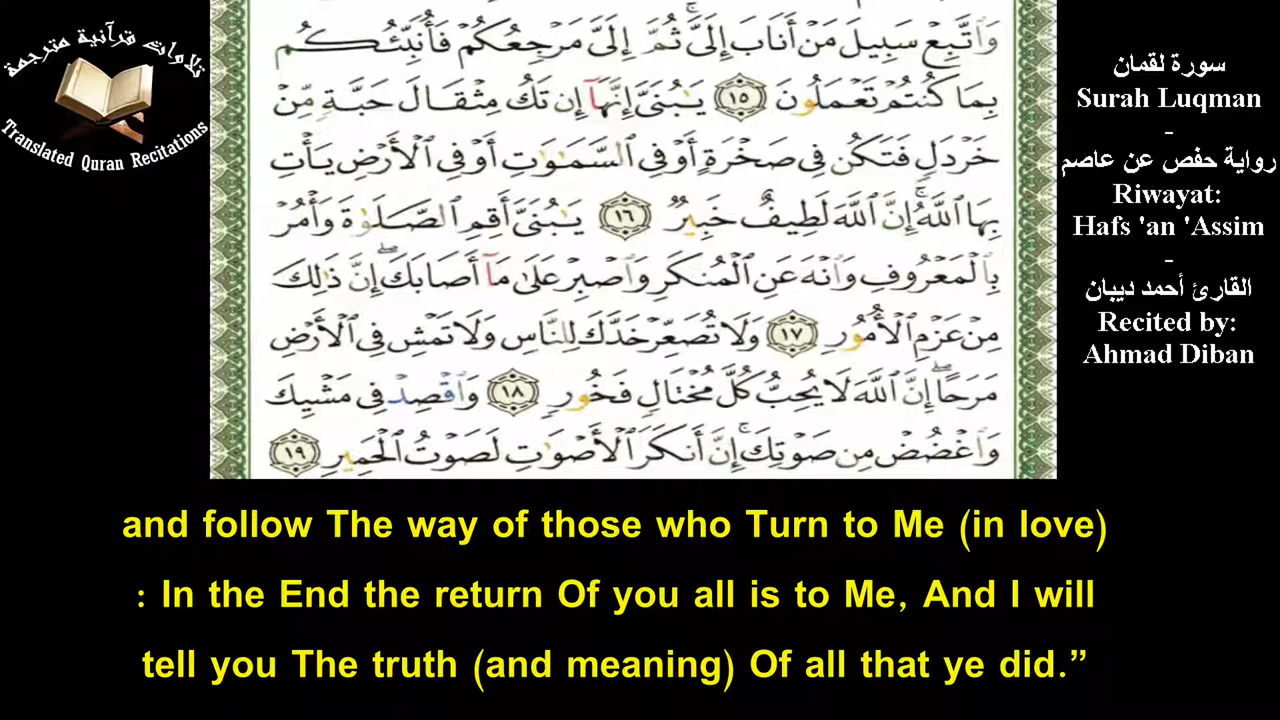 تلاوات قرآنية مترجمة
Translated Quran Recitations
وَٱتَّبِعۡ سَبِيلَ مَنۡ أَنَابَ إِلَيَّۚ ثُمَّ إِلَيَّ مَرۡجِعُكُمۡ فَأُنَبِّئُكُم
بِمَا كُنتُمۡ تَعۡمَلُونَ ١٥ يَٰبُنَيَّ إِنَّهَآ إِن تَكُ مِثۡقَالَ حَبَّةٖ مِّنۡ
خَرۡدَلٖ فَتَكُن فِي صَخۡرَةٍ أَوۡ فِي ٱلسَّمَٰوَٰتِ أَوۡ فِي ٱلۡأَرۡضِ يَأۡتِ
بِهَا ٱللَّهُۚ إِنَّ ٱللَّهَ لَطِيفٌ خَبِيرٞ ١٦ يَٰبُنَيَّ أَقِمِ ٱلصَّلَوٰةَ وَأۡمُرۡ
بِٱلۡمَعۡرُوفِ وَٱنۡهَ عَنِ ٱلۡمُنكَرِ وَٱصۡبِرۡ عَلَىٰ مَآ أَصَابَكَۖ إِنَّ ذَٰلِكَ
مِنۡ عَزۡمِ ٱلۡأُمُورِ ١٧ وَلَا تُصَعِّرۡ خَدَّكَ لِلنَّاسِ وَلَا تَمۡشِ فِي ٱلۡأَرۡضِ
مَرَحًاۖ إِنَّ ٱللَّهَ لَا يُحِبُّ كُلَّ مُخۡتَالٖ فَخُورٖ ١٨ وَٱقۡصِدۡ فِي مَشۡيِكَ
وَٱغۡضُضۡ مِن صَوۡتِكَۚ إِنَّ أَنكَرَ ٱلۡأَصۡوَٰتِ لَصَوۡتُ ٱلۡحَمِيرِ ١٩
سورة لقمان
Surah Luqman
-
رواية حفص عن عاصم
Riwayat:
Hafs 'an 'Assim
-
القارئ أحمد ديبان
Recited by:
Ahmad Diban
and follow The way of those who Turn to Me (in love)
: In the End the return Of you all is to Me, And I will
tell you The truth (and meaning) Of all that ye did.”